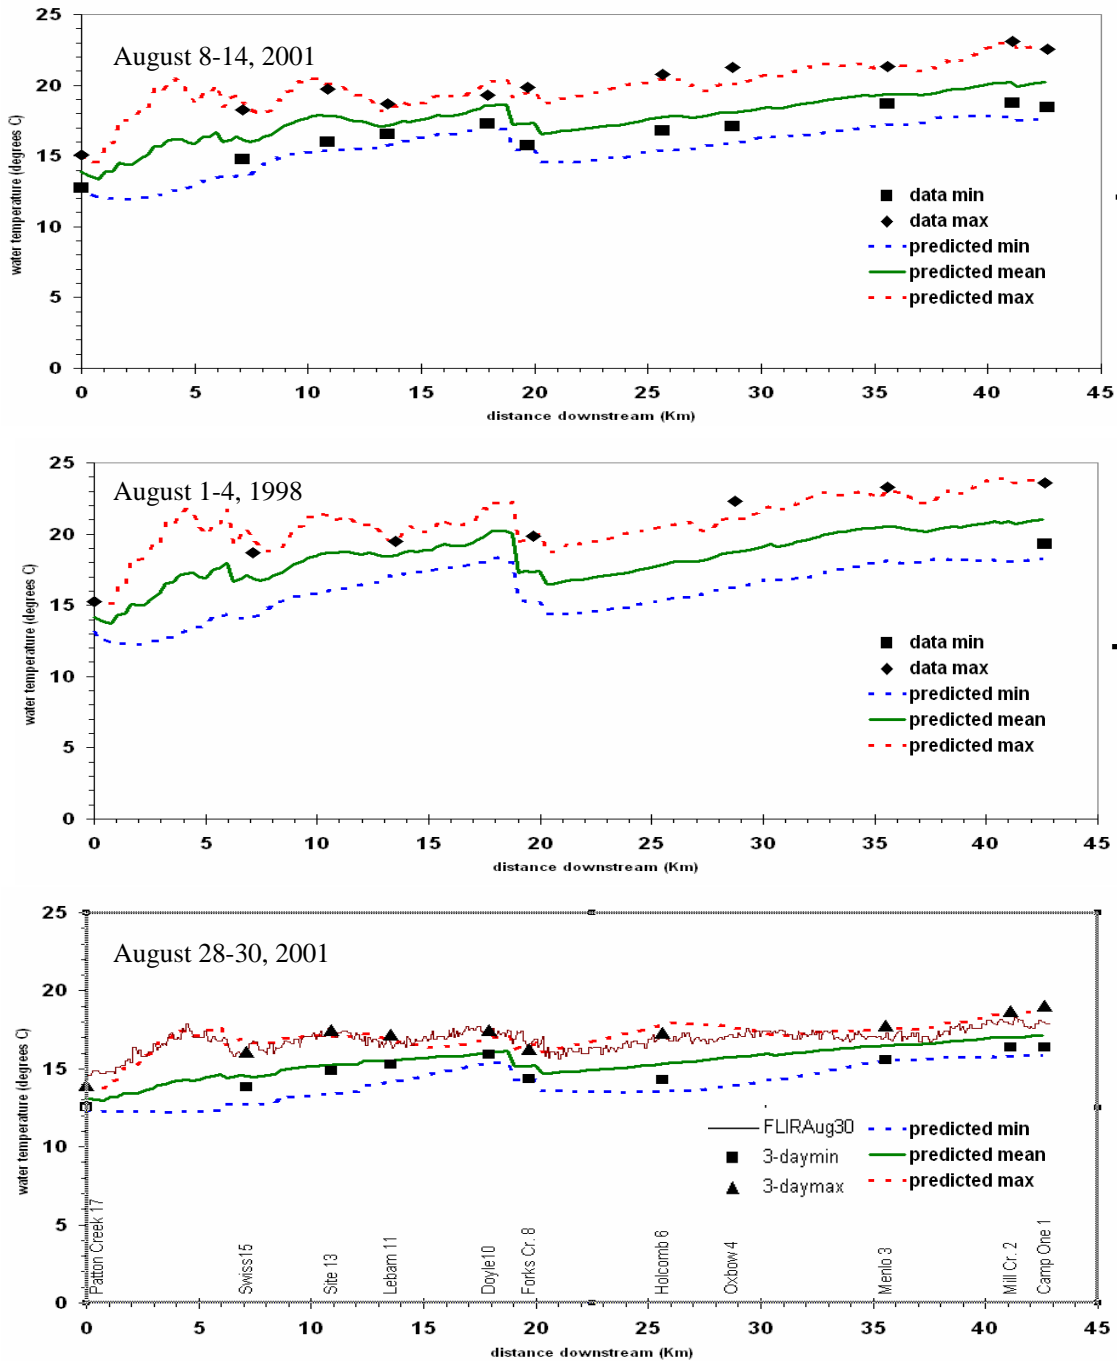 25
August 8-14, 2001
20
15
10
5
0
water temperature (degrees C)
data min
data max
predicted min
predicted mean
predicted max
0 5 10 15 20 25 30 35 40 45
distance downstream (Km)
25
August 1-4, 1998
20
15
10
5
0
water temperature (degrees C)
data min
data max
predicted min
predicted mean
predicted max
0 5 10 15 20 25 30 35 40 45
distance downstream (Km)
25
August 28-30, 2001
20
15
10
5
0
water temperature (degrees C)
FLIRAug30
3-daymin
3-daymax
predicted min
predicted mean
predicted max
Patton Creek 17
Swiss15
Site 13
Lebam 11
Doyle10
Forks Cr. 8
Holcomb 6
Oxbow 4
Menlo 3
Mill Cr. 2
Camp One 1
0 5 10 15 20 25 30 35 40 45
distance downstream (Km)